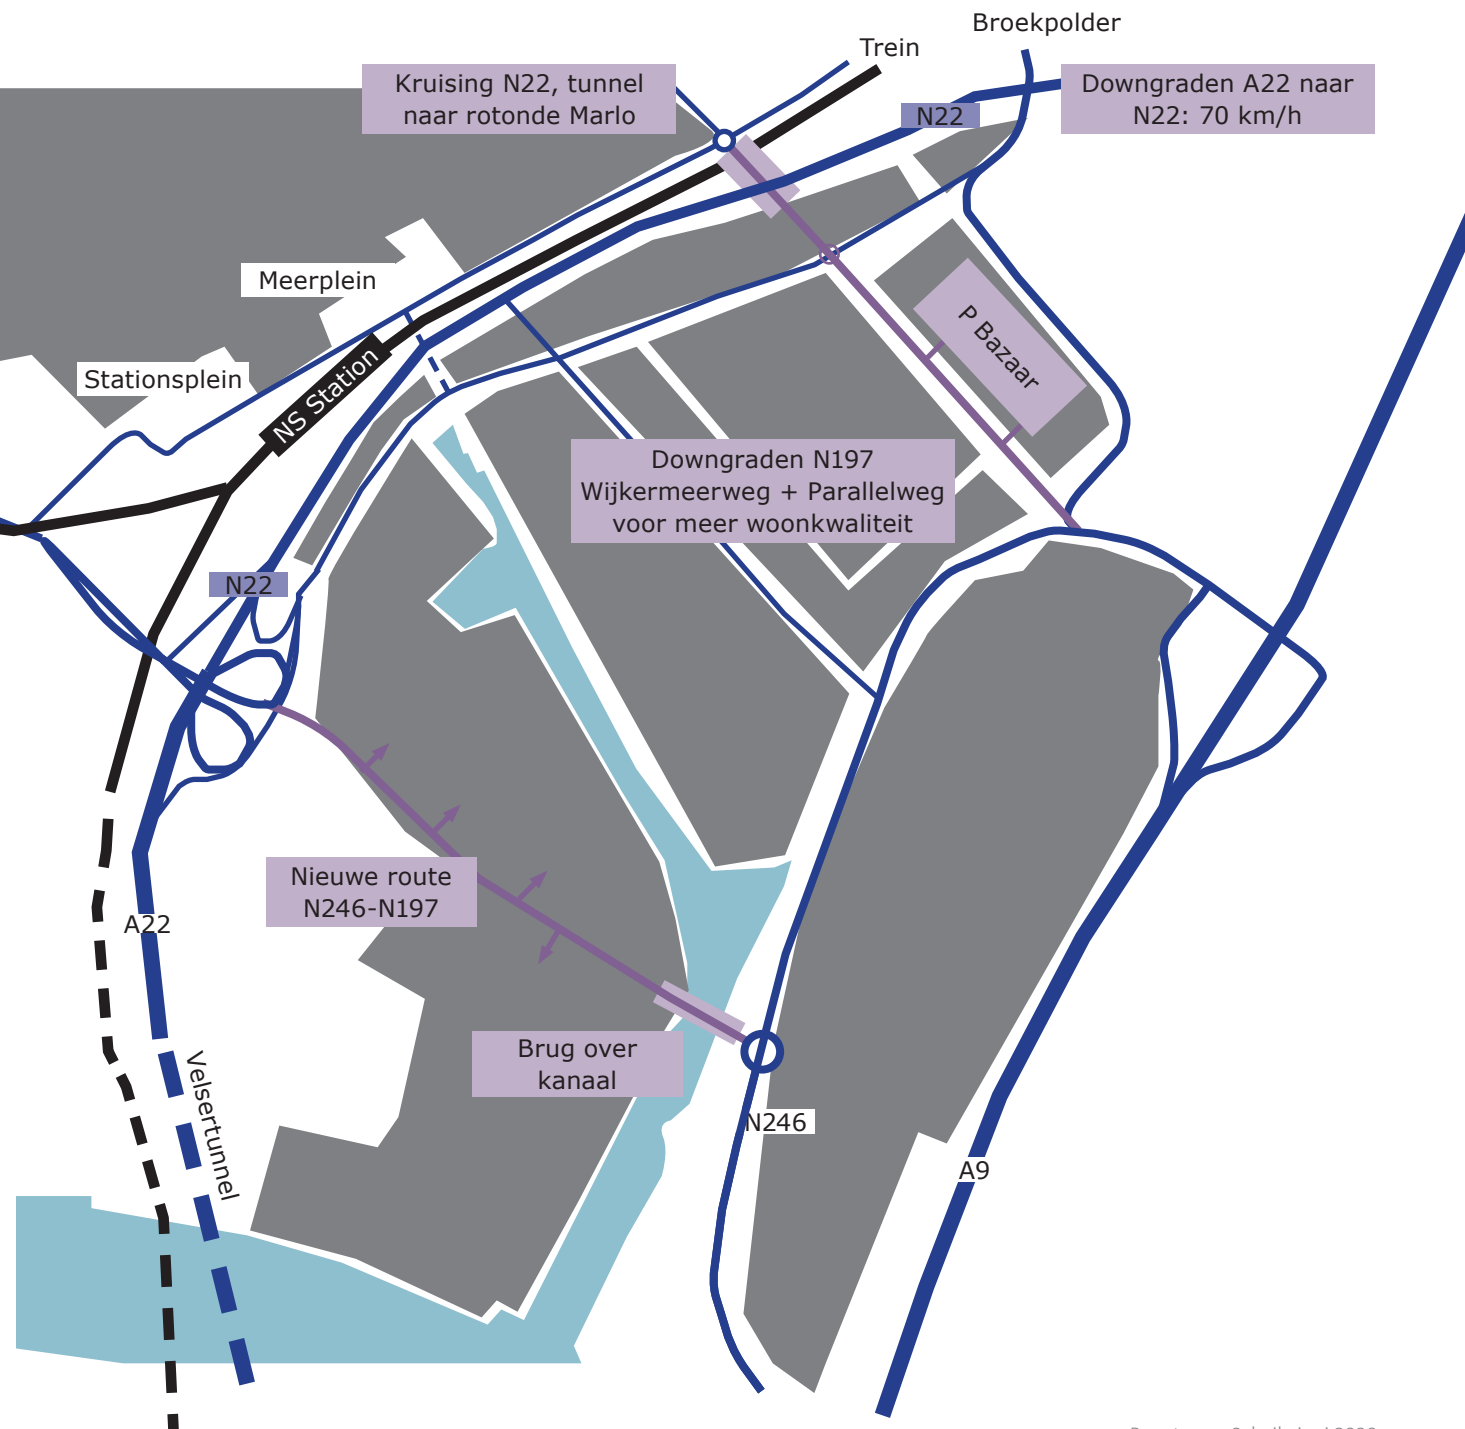 Broekpolder
Trein
Kruising N22, tunnel
naar rotonde Marlo
Downgraden A22 naar
N22: 70 km/h
N22
Meerplein
P Bazaar
Stationsplein
NS Station
Downgraden N197
Wijkermeerweg + Parallelweg
voor meer woonkwaliteit
N22
Nieuwe route
N246-N197
A22
Brug over
kanaal
Velsertunnel
N246
A9